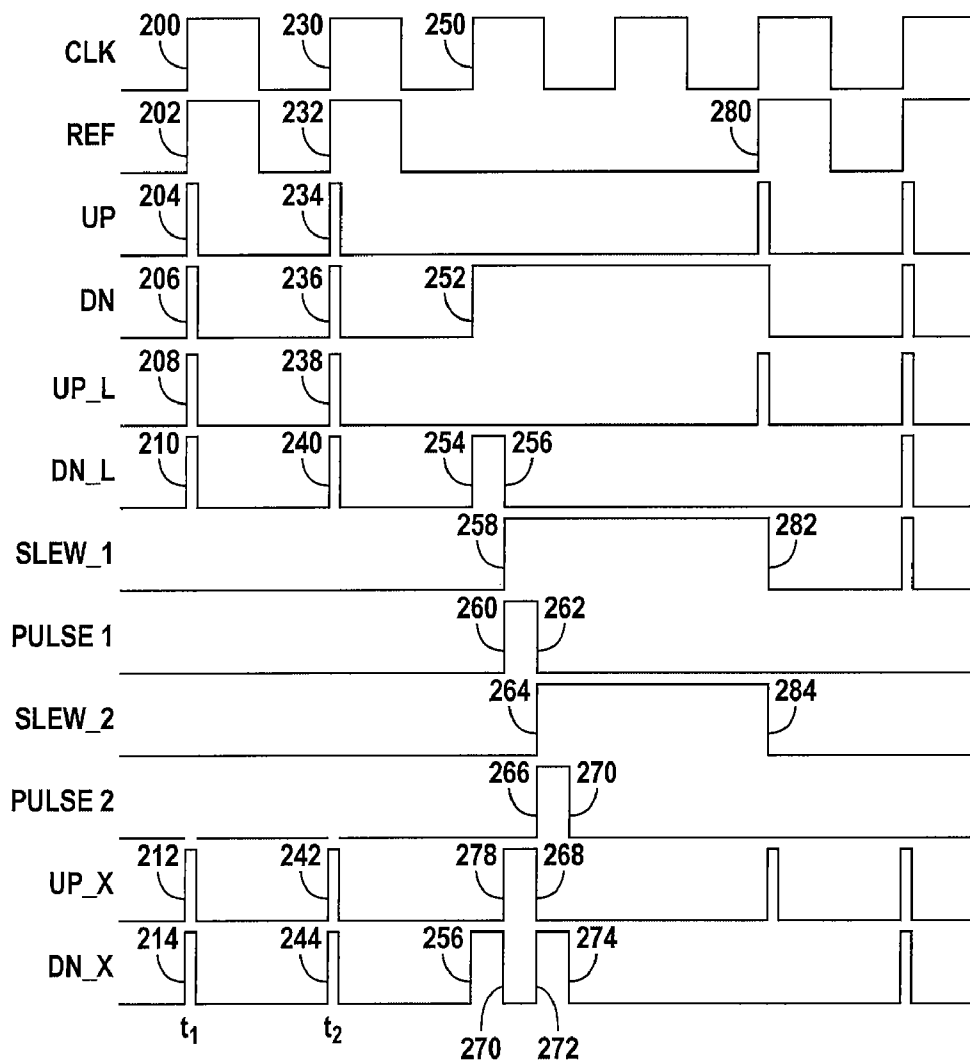 200 230 250
CLK
202 232 280
REF
204 234
UP
206 236 252
DN
208 238
UP_L
210 240 254 256
DN_L
258 282
SLEW_1
260 262
PULSE 1
264 284
SLEW_2
266 270
PULSE 2
212 242 278 268
UP_X
214 244 256 274
DN_X
t1 t2 270 272